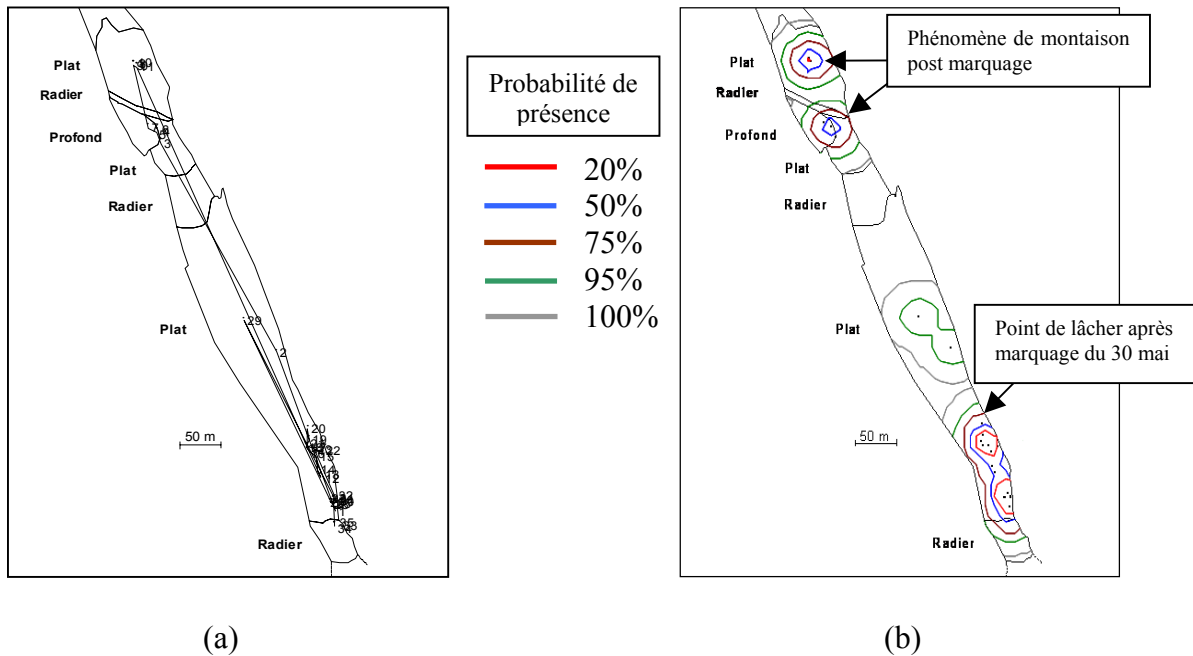 Plat
Radier
Profond
Plat
Radier
Plat
Radier
29
2
20
3
50 m
Probabilité de
présence
20%
50%
75%
95%
100%
Plat
Radier
Profond
Plat
Radier
Plat
Radier
50 m
Phénomène de montaison
post marquage
Point de lâcher après
marquage du 30 mai
(a)
(b)